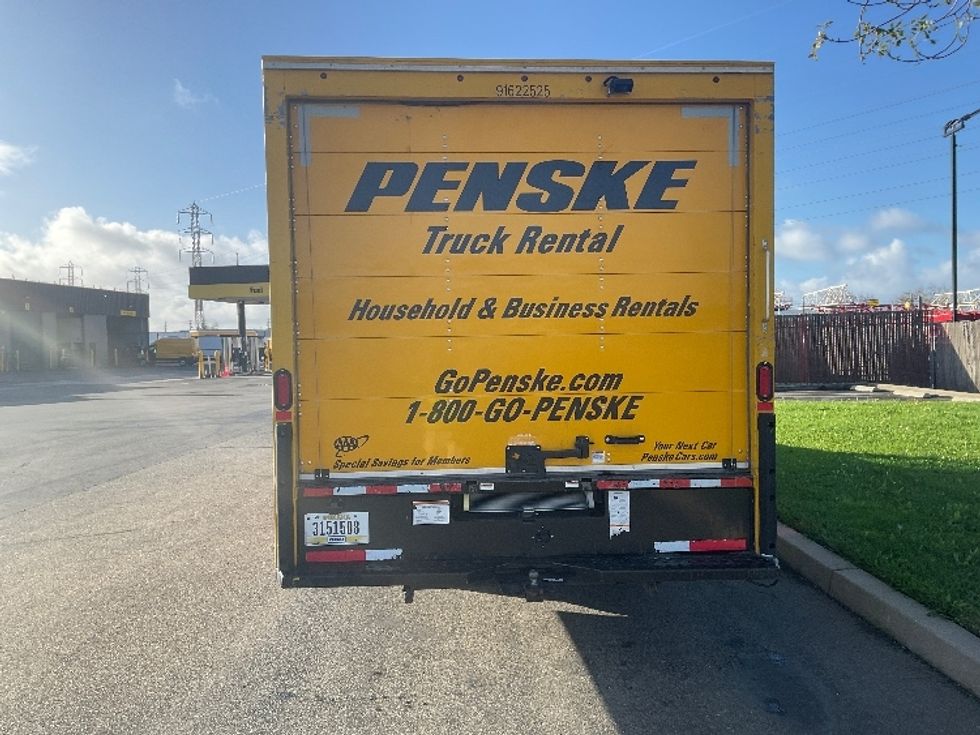 91622525
PENSKE
Truck Rental
Household & Business Rentals
GoPenske.com
1-800-GO-PENSKE
AAA
Special Savings for Members
Your Next Car
PenskeCars.com
3151508